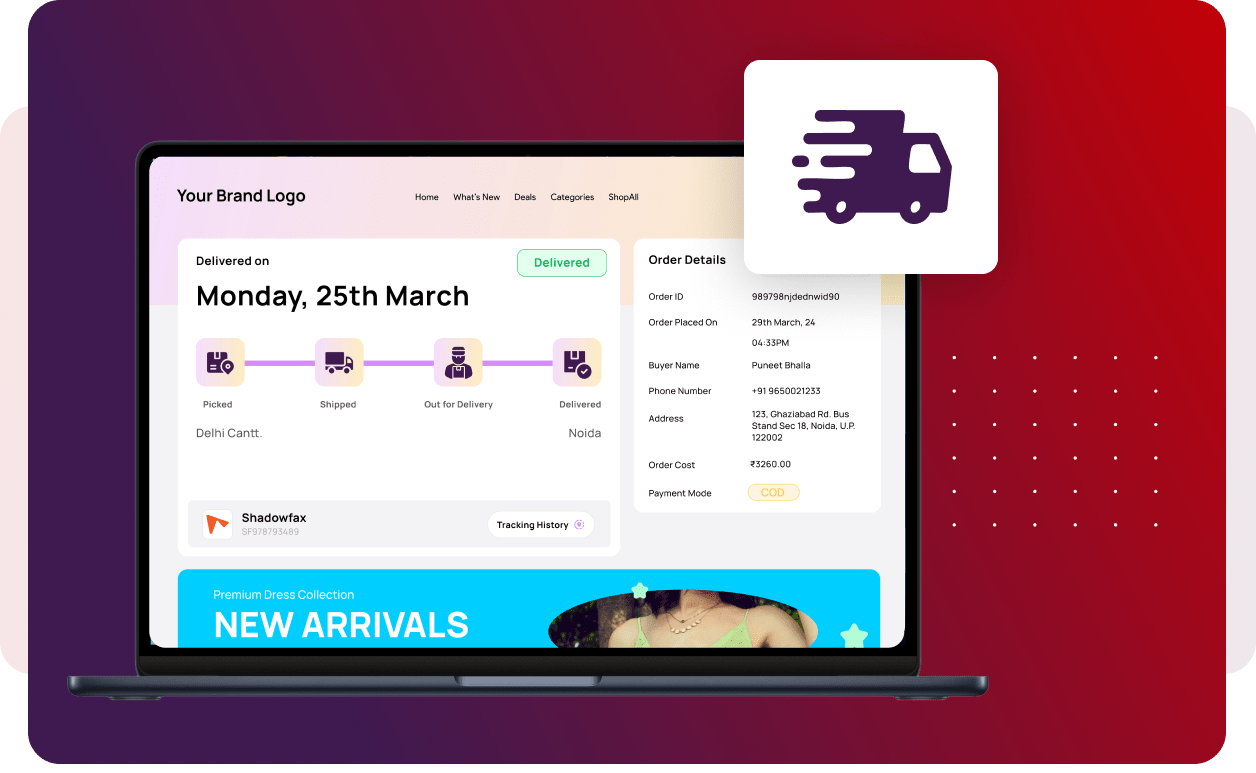 Your Brand Logo
Home What's New Deals Categories ShopAll
Delivered on
Delivered
Monday, 25th March
Picked Shipped Out for Delivery Delivered
Delhi Cantt. Noida
Shadowfax
SF978793489
Tracking History
Order Details
Order ID 989798njdednwid90
Order Placed On 29th March, 24
04:33PM
Buyer Name Puneet Bhalla
Phone Number +91 9650021233
Address 123, Ghaziabad Rd. Bus
Stand Sec 18, Noida, U.P.
122002
Order Cost ₹3260.00
Payment Mode COD
Premium Dress Collection
NEW ARRIVALS